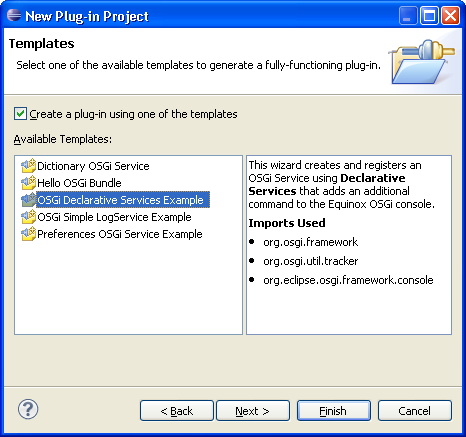 New Plug-in Project
Templates
Select one of the available templates to generate a fully-functioning plug-in.
Create a plug-in using one of the templates
Available Templates:
Dictionary OSGi Service
Hello OSGi Bundle
OSGi Declarative Services Example
OSGi Simple LogService Example
Preferences OSGi Service Example
This wizard creates and registers an
OSGi Service using Declarative
Services that adds an additional
command to the Equinox OSGi console.
Imports Used
• org.osgi.framework
• org.osgi.util.tracker
• org.eclipse.osgi.framework.console
? < Back Next > Finish Cancel